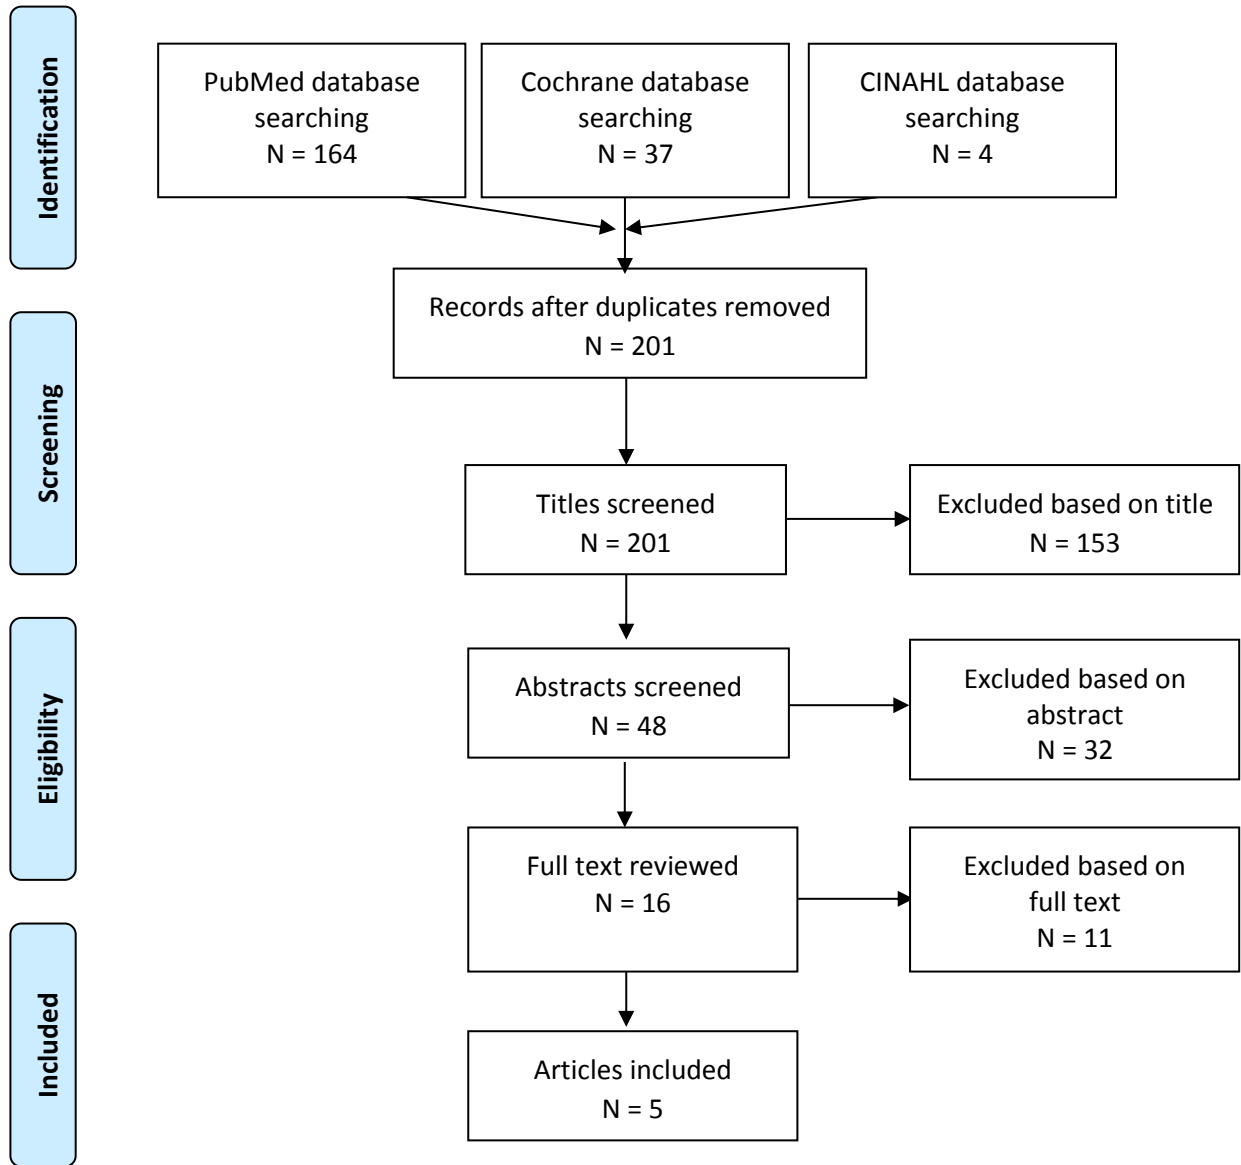 Identification
PubMed database
searching
N = 164
Cochrane database
searching
N = 37
CINAHL database
searching
N = 4
Records after duplicates removed
N = 201
Screening
Titles screened
N = 201
Excluded based on title
N = 153
Eligibility
Abstracts screened
N = 48
Excluded based on
abstract
N = 32
Full text reviewed
N = 16
Excluded based on
full text
N = 11
Included
Articles included
N = 5